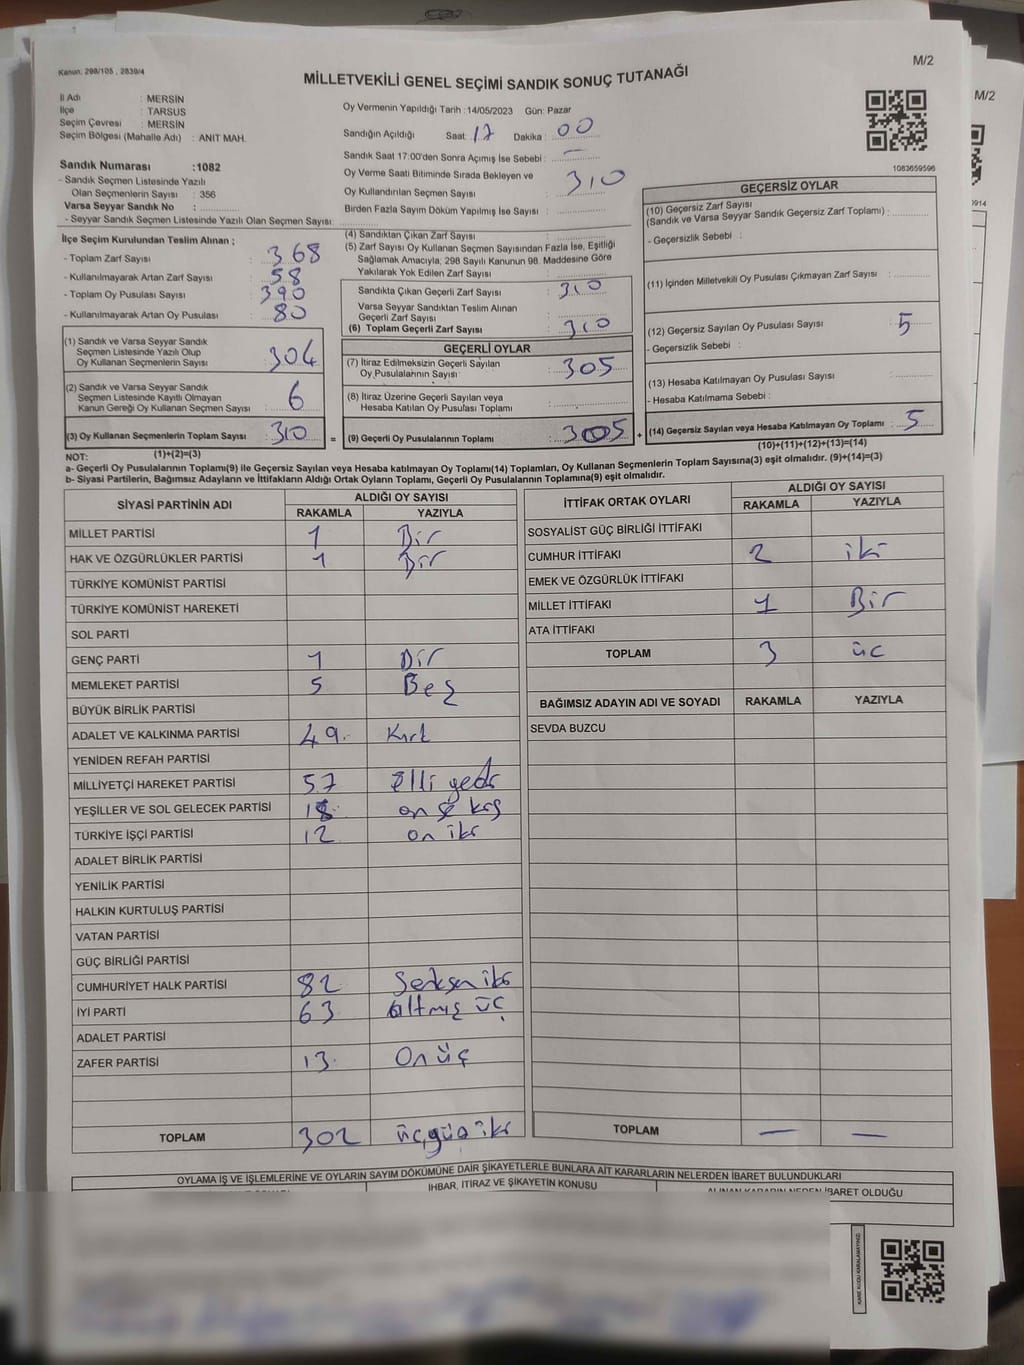 M/2
Kanun: 298/105 , 2839/4
MİLLETVEKİLİ GENEL SEÇİMİ SANDIK SONUÇ TUTANAĞI
M/2
İl Adı : MERSİN
İlçe : TARSUS
Seçim Çevresi : MERSİN
Seçim Bölgesi (Mahalle Adı) : ANIT MAH.
Sandık Numarası : 1082
- Sandık Seçmen Listesinde Yazılı
Olan Seçmenlerin Sayısı : 356
Varsa Seyyar Sandık No :
- Seyyar Sandık Seçmen Listesinde Yazılı Olan Seçmen Sayısı:
Oy Vermenin Yapıldığı Tarih : 14/05/2023 Gün: Pazar
Sandığın Açıldığı Saat : 17 Dakika : 00
Sandık Saat 17:00'den Sonra Açımış İse Sebebi : —
Oy Verme Saati Bitiminde Sırada Bekleyen ve
Oy Kullandırılan Seçmen Sayısı : 310
Birden Fazla Sayım Döküm Yapılmış İse Sayısı :
1083659596
İlçe Seçim Kurulundan Teslim Alınan ;
- Toplam Zarf Sayısı : 368
- Kullanılmayarak Artan Zarf Sayısı : 58
- Toplam Oy Pusulası Sayısı : 390
- Kullanılmayarak Artan Oy Pusulası : 80
(1) Sandık ve Varsa Seyyar Sandık
Seçmen Listesinde Yazılı Olup
Oy Kullanan Seçmenlerin Sayısı : 304
(2) Sandık ve Varsa Seyyar Sandık
Seçmen Listesinde Kayıtlı Olmayan
Kanun Gereği Oy Kullanan Seçmen Sayısı : 6
(3) Oy Kullanan Seçmenlerin Toplam Sayısı : 310
(1)+(2)=(3)
(4) Sandıktan Çıkan Zarf Sayısı :
(5) Zarf Sayısı Oy Kullanan Seçmen Sayısından Fazla İse, Eşitliği
Sağlamak Amacıyla, 298 Sayılı Kanunun 98. Maddesine Göre
Yakılarak Yok Edilen Zarf Sayısı :
Sandıkta Çıkan Geçerli Zarf Sayısı : 310
Varsa Seyyar Sandıktan Teslim Alınan
Geçerli Zarf Sayısı :
(6) Toplam Geçerli Zarf Sayısı : 310
GEÇERLİ OYLAR
(7) İtiraz Edilmeksizin Geçerli Sayılan
Oy Pusulalarının Sayısı : 305
(8) İtiraz Üzerine Geçerli Sayılan veya
Hesaba Katılan Oy Pusulası Toplamı :
= (9) Geçerli Oy Pusulalarının Toplamı : 305 +
GEÇERSİZ OYLAR
(10) Geçersiz Zarf Sayısı
(Sandık ve Varsa Seyyar Sandık Geçersiz Zarf Toplamı) :
- Geçersizlik Sebebi :
(11) İçinden Milletvekili Oy Pusulası Çıkmayan Zarf Sayısı :
(12) Geçersiz Sayılan Oy Pusulası Sayısı : 5
- Geçersizlik Sebebi :
(13) Hesaba Katılmayan Oy Pusulası Sayısı :
- Hesaba Katılmama Sebebi :
(14) Geçersiz Sayılan veya Hesaba Katılmayan Oy Toplamı : 5
(10)+(11)+(12)+(13)=(14)
NOT:
a- Geçerli Oy Pusulalarının Toplamı(9) ile Geçersiz Sayılan veya Hesaba katılmayan Oy Toplamı(14) Toplamları, Oy Kullanan Seçmenlerin Toplam Sayısına(3) eşit olmalıdır. (9)+(14)=(3)
b- Siyasi Partilerin, Bağımsız Adayların ve İttifakların Aldığı Ortak Oyların Toplamı, Geçerli Oy Pusulalarının Toplamına(9) eşit olmalıdır.
SİYASİ PARTİNİN ADI ALDIĞI OY SAYISI
RAKAMLA YAZIYLA
MİLLET PARTİSİ 1 Bir
HAK VE ÖZGÜRLÜKLER PARTİSİ 1 Bir
TÜRKİYE KOMÜNİST PARTİSİ
TÜRKİYE KOMÜNİST HAREKETİ
SOL PARTİ
GENÇ PARTİ 1 Bir
MEMLEKET PARTİSİ 5 Beş
BÜYÜK BİRLİK PARTİSİ
ADALET VE KALKINMA PARTİSİ 49 Kırk
YENİDEN REFAH PARTİSİ
MİLLİYETÇİ HAREKET PARTİSİ 57 Elli yedi
YEŞİLLER VE SOL GELECEK PARTİSİ 18 on
TÜRKİYE İŞÇİ PARTİSİ 12 on iki
ADALET BİRLİK PARTİSİ
YENİLİK PARTİSİ
HALKIN KURTULUŞ PARTİSİ
VATAN PARTİSİ
GÜÇ BİRLİĞİ PARTİSİ
CUMHURİYET HALK PARTİSİ 82 Seksen iki
İYİ PARTİ 63 altmış üç
ADALET PARTİSİ
ZAFER PARTİSİ 13 On üç
TOPLAM 302 üçyüz iki
İTTİFAK ORTAK OYLARI ALDIĞI OY SAYISI
RAKAMLA YAZIYLA
SOSYALİST GÜÇ BİRLİĞİ İTTİFAKI
CUMHUR İTTİFAKI 2 iki
EMEK VE ÖZGÜRLÜK İTTİFAKI
MİLLET İTTİFAKI 1 Bir
ATA İTTİFAKI
TOPLAM 3 üc
BAĞIMSIZ ADAYIN ADI VE SOYADI RAKAMLA YAZIYLA
SEVDA BUZCU
TOPLAM — —
OYLAMA İŞ VE İŞLEMLERİNE VE OYLARIN SAYIM DÖKÜMÜNE DAİR ŞİKAYETLERLE BUNLARA AİT KARARLARIN NELERDEN İBARET BULUNDUKLARI
İHBAR, İTİRAZ VE ŞİKAYETİN KONUSU
ALINAN KARARIN NEDEN İBARET OLDUĞU
KARE KODU KARALAMAYINIZ.